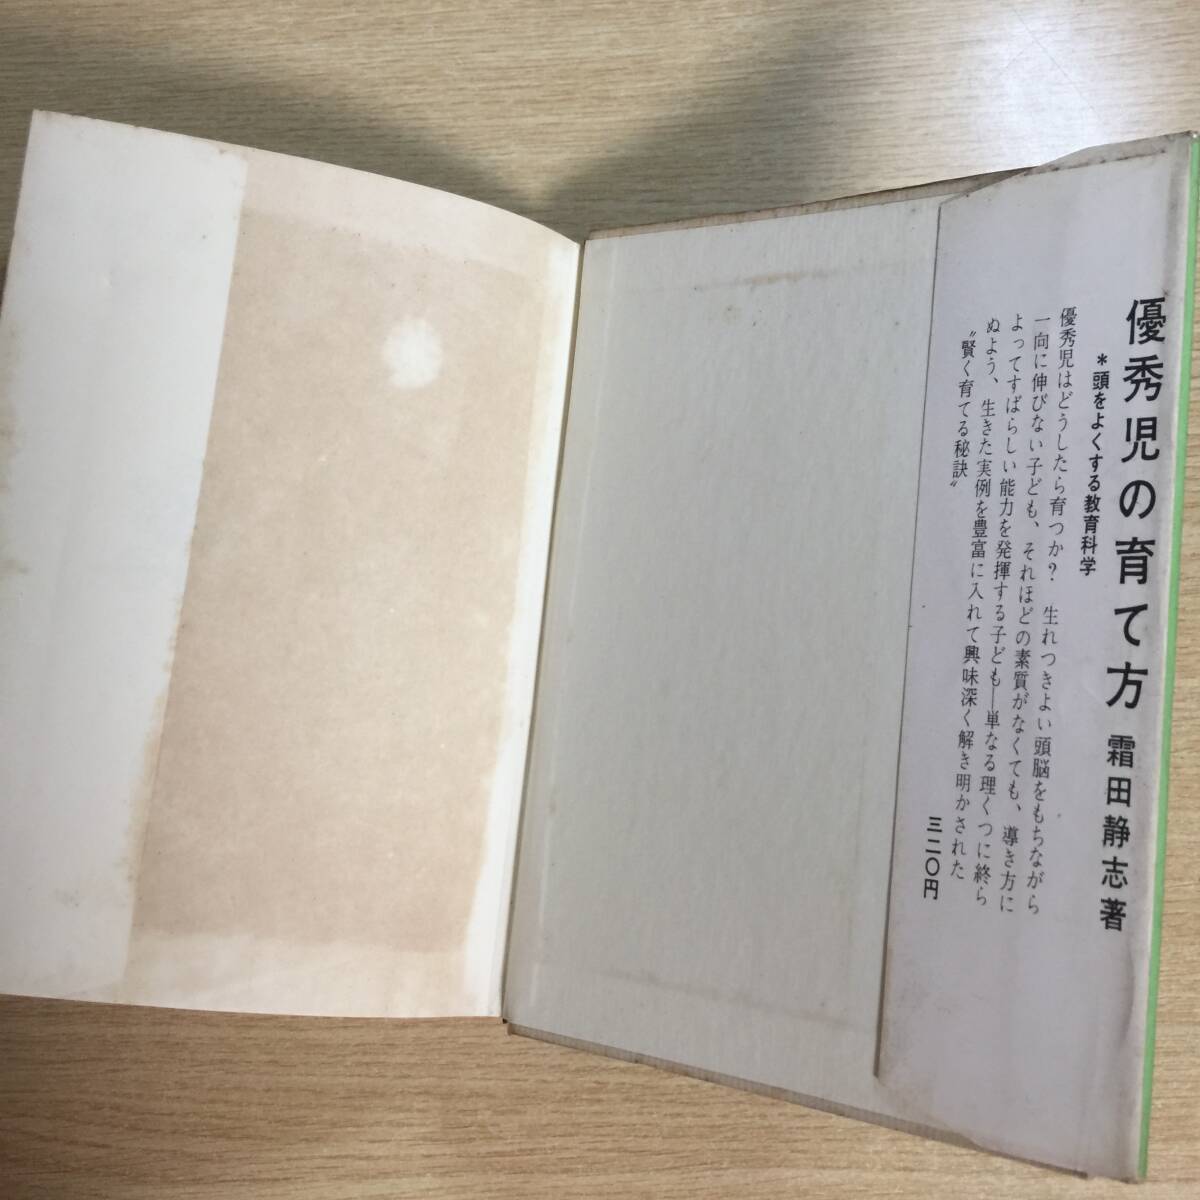 優秀児の育て方 霜田静志著
*頭をよくする教育科学
優秀児はどうしたら育つか? 生れつきよい頭脳をもちながら
一向に伸びない子ども、それほどの素質がなくても、導き方に
よってすばらしい能力を発揮する子ども―単なる理くつに終ら
ぬよう、生きた実例を豊富に入れて興味深く解き明かされた
〝賢く育てる秘訣〟
三二〇円